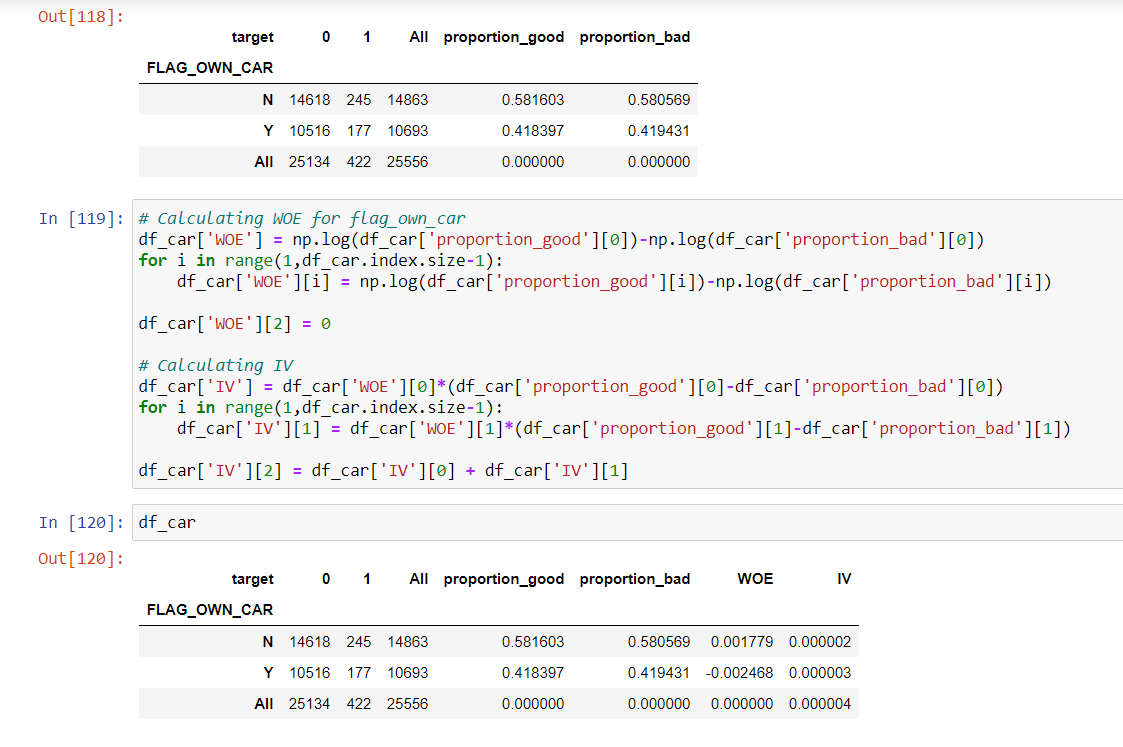 Out[118]:
target 0 1 All proportion_good proportion_bad
FLAG_OWN_CAR
N 14618 245 14863 0.581603 0.580569
Y 10516 177 10693 0.418397 0.419431
All 25134 422 25556 0.000000 0.000000
In [119]: # Calculating WOE for flag_own_car
df_car['WOE'] = np.log(df_car['proportion_good'][0])-np.log(df_car['proportion_bad'][0])
for i in range(1,df_car.index.size-1):
    df_car['WOE'][i] = np.log(df_car['proportion_good'][i])-np.log(df_car['proportion_bad'][i])
df_car['WOE'][2] = 0
# Calculating IV
df_car['IV'] = df_car['WOE'][0]*(df_car['proportion_good'][0]-df_car['proportion_bad'][0])
for i in range(1,df_car.index.size-1):
    df_car['IV'][1] = df_car['WOE'][1]*(df_car['proportion_good'][1]-df_car['proportion_bad'][1])
df_car['IV'][2] = df_car['IV'][0] + df_car['IV'][1]
In [120]: df_car
Out[120]:
target 0 1 All proportion_good proportion_bad WOE IV
FLAG_OWN_CAR
N 14618 245 14863 0.581603 0.580569 0.001779 0.000002
Y 10516 177 10693 0.418397 0.419431 -0.002468 0.000003
All 25134 422 25556 0.000000 0.000000 0.000000 0.000004